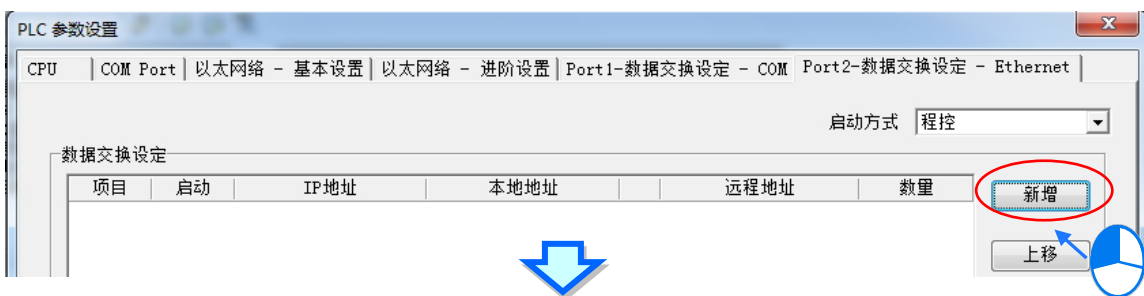 PLC 参数设置
CPU COM Port 以太网络 - 基本设置 以太网络 - 进阶设置 Port1-数据交换设定 - COM Port2-数据交换设定 - Ethernet
启动方式 程控
数据交换设定
项目 启动 IP地址 本地地址 远程地址 数量 新增
上移